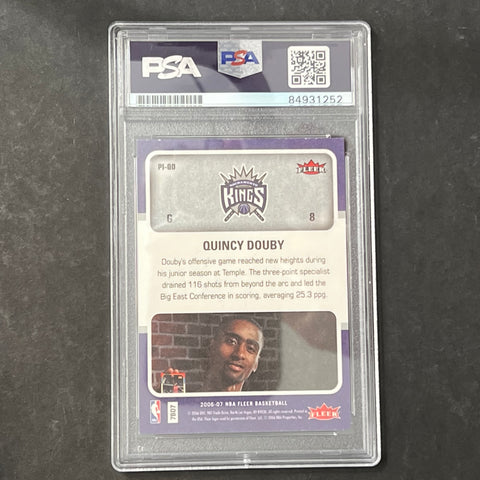 PSA
PSA
84931252
PI-QD
SACRAMENTO
KINGS
FLEER
G
8
QUINCY DOUBY
Douby's offensive game reached new heights during
his junior season at Temple. The three-point specialist
drained 116 shots from beyond the arc and led the
Big East Conference in scoring, averaging 25.3 ppg.
7607
2006-07 NBA FLEER BASKETBALL
FLEER